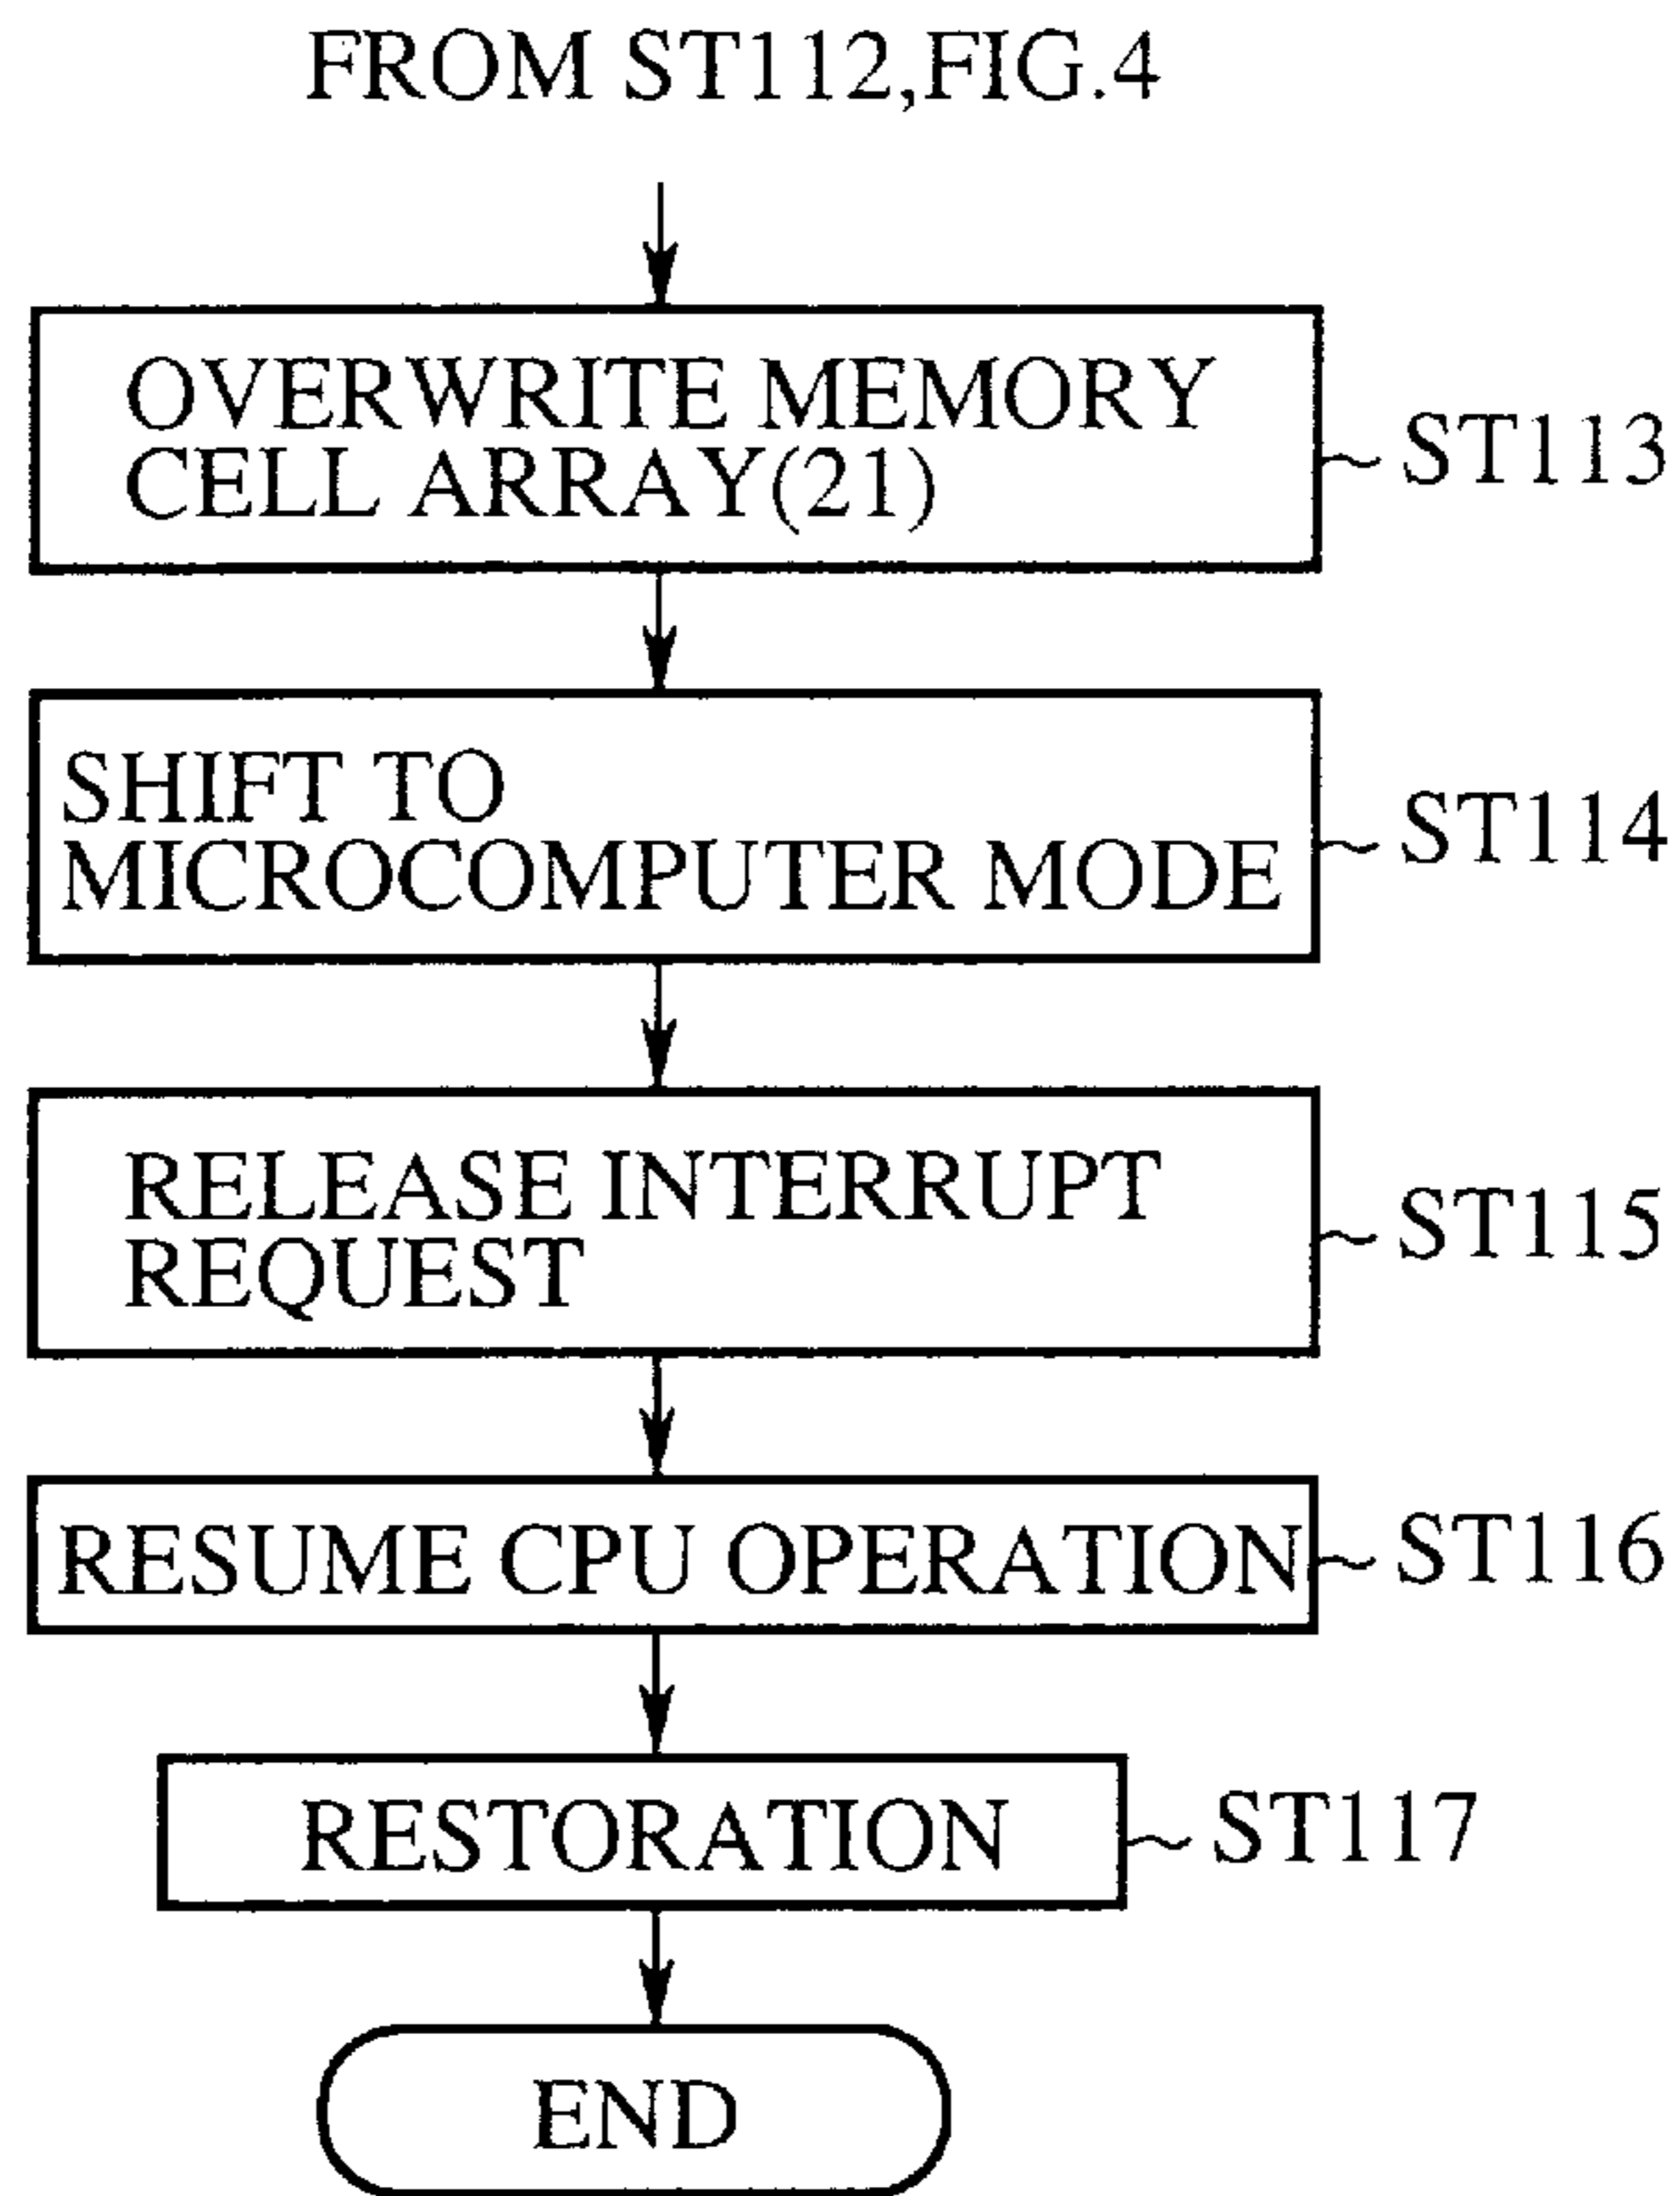 FROM ST112,FIG.4
OVERWRITE MEMORY
CELL ARRAY(21)
ST113
SHIFT TO
MICROCOMPUTER MODE
ST114
RELEASE INTERRUPT
REQUEST
ST115
RESUME CPU OPERATION
ST116
RESTORATION
ST117
END